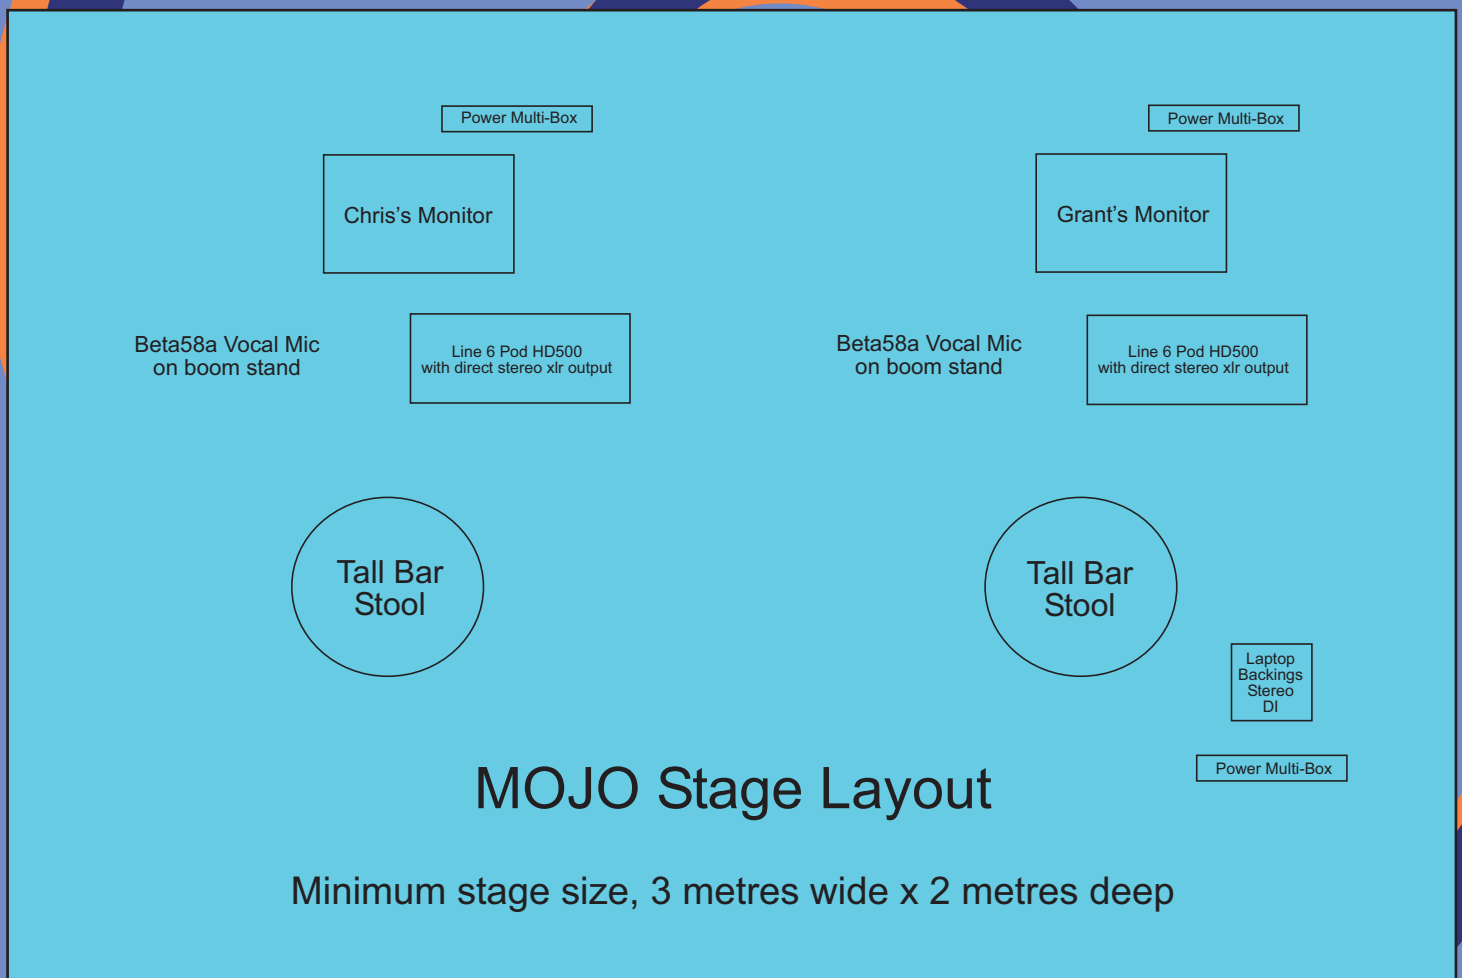 Power Multi-Box
Power Multi-Box
Chris's Monitor
Grant's Monitor
Beta58a Vocal Mic
on boom stand
Line 6 Pod HD500
with direct stereo xlr output
Beta58a Vocal Mic
on boom stand
Line 6 Pod HD500
with direct stereo xlr output
Tall Bar
Stool
Tall Bar
Stool
Laptop
Backings
Stereo
DI
Power Multi-Box
MOJO Stage Layout
Minimum stage size, 3 metres wide x 2 metres deep